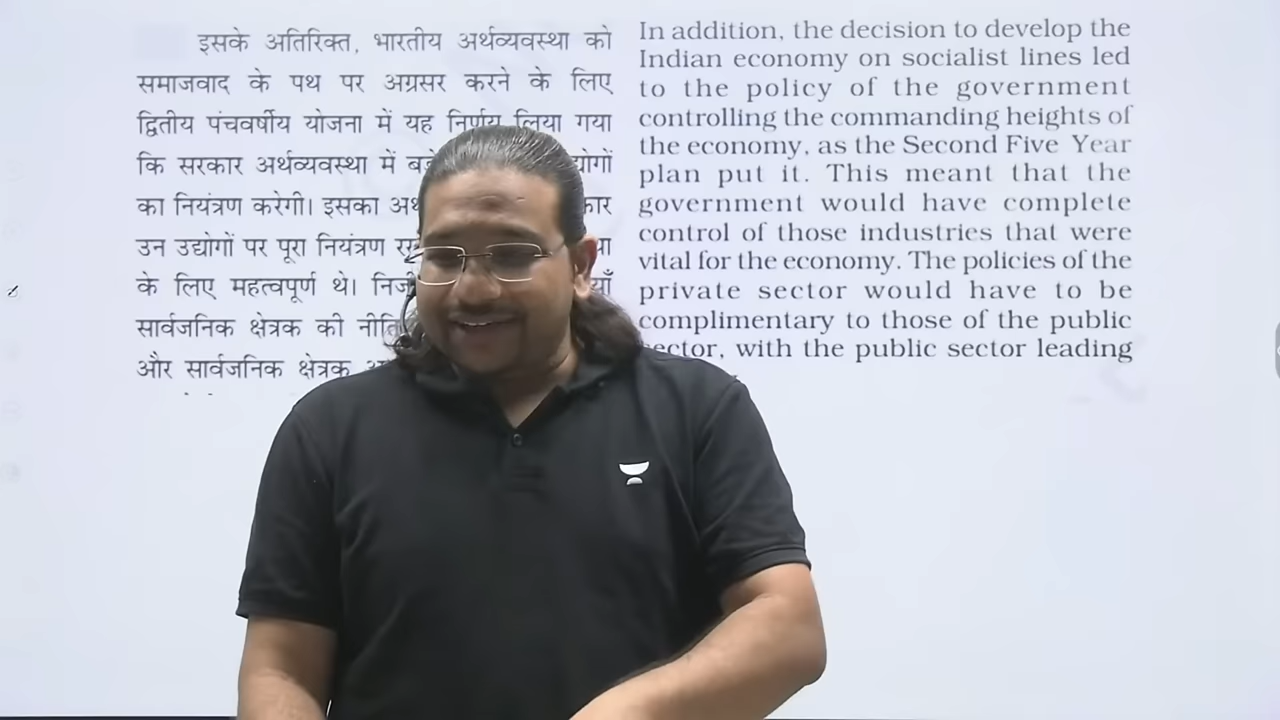 इसके अतिरिक्त, भारतीय अर्थव्यवस्था को
समाजवाद के पथ पर अग्रसर करने के लिए
द्वितीय पंचवर्षीय योजना में यह निर्णय लिया गया
कि सरकार अर्थव्यवस्था में
का नियंत्रण करेगी। इसका
उन उद्योगों पर पूरा नियंत्रण
के लिए महत्वपूर्ण थे।
सार्वजनिक क्षेत्रक की
और सार्वजनिक क्षेत्रक
In addition, the decision to develop the
Indian economy on socialist lines led
to the policy of the government
controlling the commanding heights of
the economy, as the Second Five Year
plan put it. This meant that the
government would have complete
control of those industries that were
vital for the economy. The policies of the
private sector would have to be
complimentary to those of the public
sector, with the public sector leading